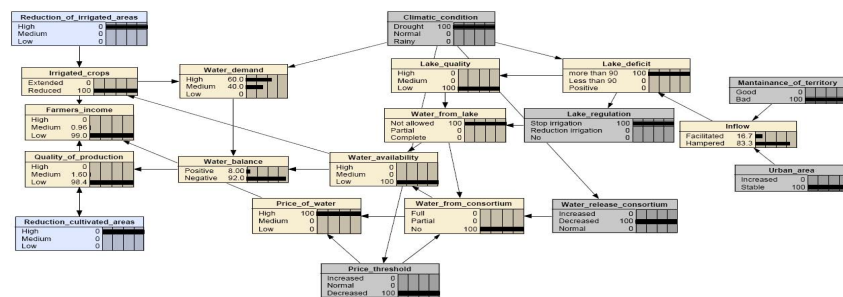 Reduction_of_irrigated_areas
High 0
Medium 0
Low 0
Climatic_condition
Drought 100
Normal 0
Rainy 0
Irrigated_crops
Extended 0
Reduced 100
Water_demand
High 60.0
Medium 40.0
Low 0
Lake_quality
High 0
Medium 0
Low 100
Lake_deficit
more than 90 100
Less than 90 0
Positive 0
Mantainance_of_territory
Good 0
Bad 100
Farmers_income
High 0
Medium 0.96
Low 99.0
Water_from_lake
Not allowed 100
Partial 0
Complete 0
Lake_regulation
Stop irrigation 100
Reduction irrigation 0
No 0
Inflow
Facilitated 16.7
Hampered 83.3
Quality_of_production
High 0
Medium 1.60
Low 98.4
Water_balance
Positive 8.00
Negative 92.0
Water_availability
High 0
Medium 0
Low 100
Urban_area
Increased 0
Stable 100
Reduction_cultivated_areas
High 0
Medium 0
Low 0
Price_of_water
High 100
Medium 0
Low 0
Water_from_consortium
Full 0
Partial 0
No 100
Water_release_consortium
Increased 0
Decreased 100
Normal 0
Price_threshold
Increased 0
Normal 0
Decreased 100